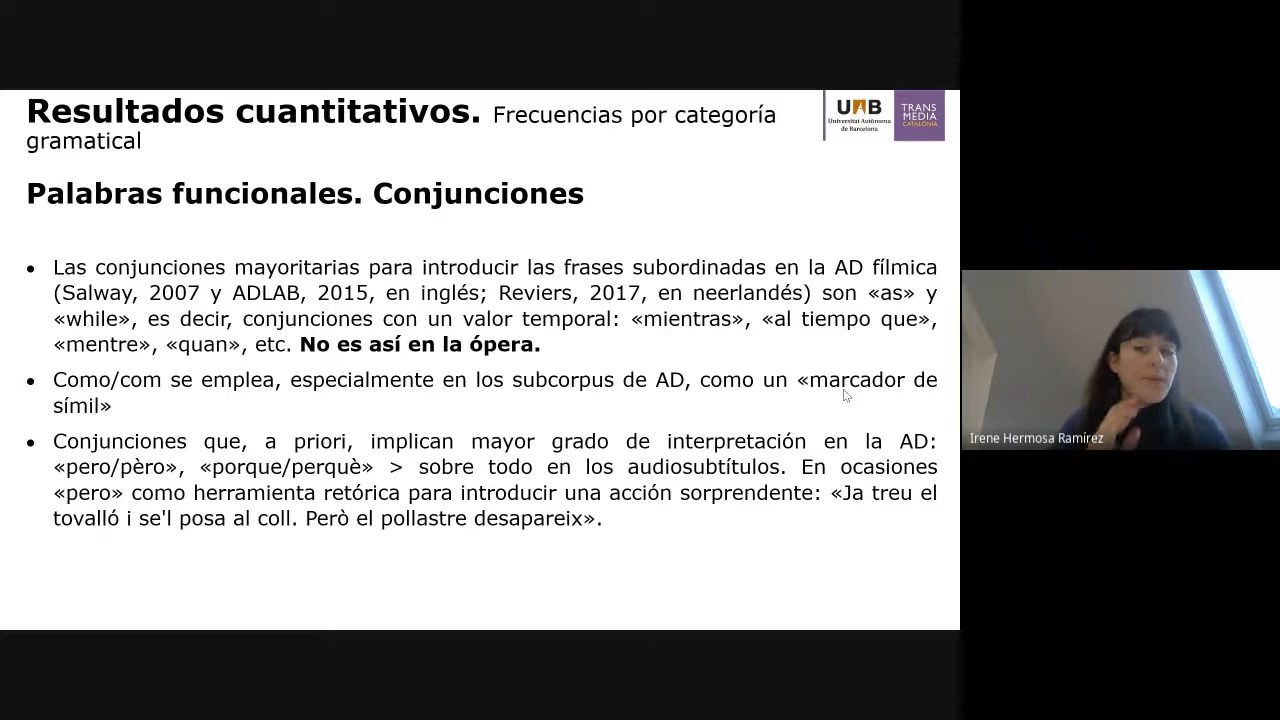 Resultados cuantitativos. Frecuencias por categoría
gramatical
UAB
Universitat Autònoma
de Barcelona
TRANS
MEDIA
CATALONIA
Palabras funcionales. Conjunciones
• Las conjunciones mayoritarias para introducir las frases subordinadas en la AD fílmica
(Salway, 2007 y ADLAB, 2015, en inglés; Reviers, 2017, en neerlandés) son «as» y
«while», es decir, conjunciones con un valor temporal: «mientras», «al tiempo que»,
«mentre», «quan», etc. No es así en la ópera.
• Como/com se emplea, especialmente en los subcorpus de AD, como un «marcador de
símil»
• Conjunciones que, a priori, implican mayor grado de interpretación en la AD:
«pero/pèro», «porque/perquè» > sobre todo en los audiosubtítulos. En ocasiones
«pero» como herramienta retórica para introducir una acción sorprendente: «Ja treu el
tovalló i se'l posa al coll. Però el pollastre desapareix».
Irene Hermosa Ramírez